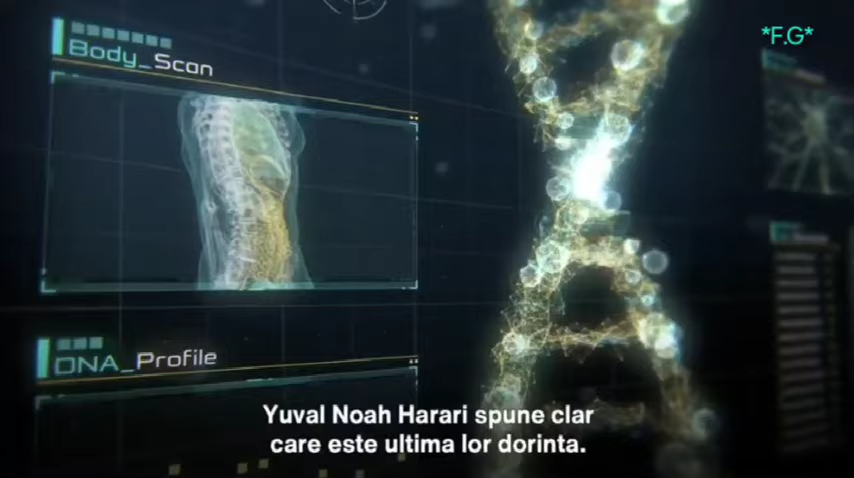 *F.G*
Body_Scan
DNA_Profile
Yuval Noah Harari spune clar
care este ultima lor dorinta.